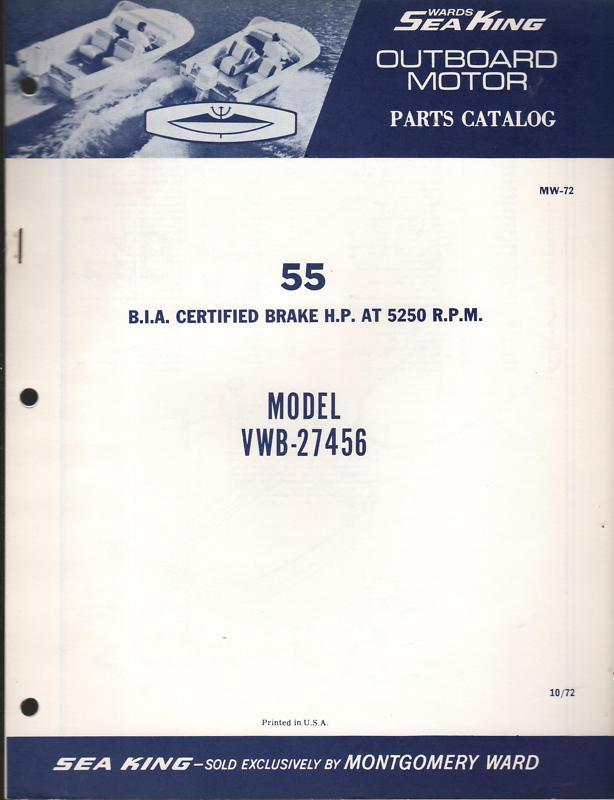 WARDS
SEA KING
OUTBOARD
MOTOR
PARTS CATALOG
MW-72
55
B.I.A. CERTIFIED BRAKE H.P. AT 5250 R.P.M.
MODEL
VWB-27456
10/72
Printed in U.S.A.
SEA KING—SOLD EXCLUSIVELY BY MONTGOMERY WARD